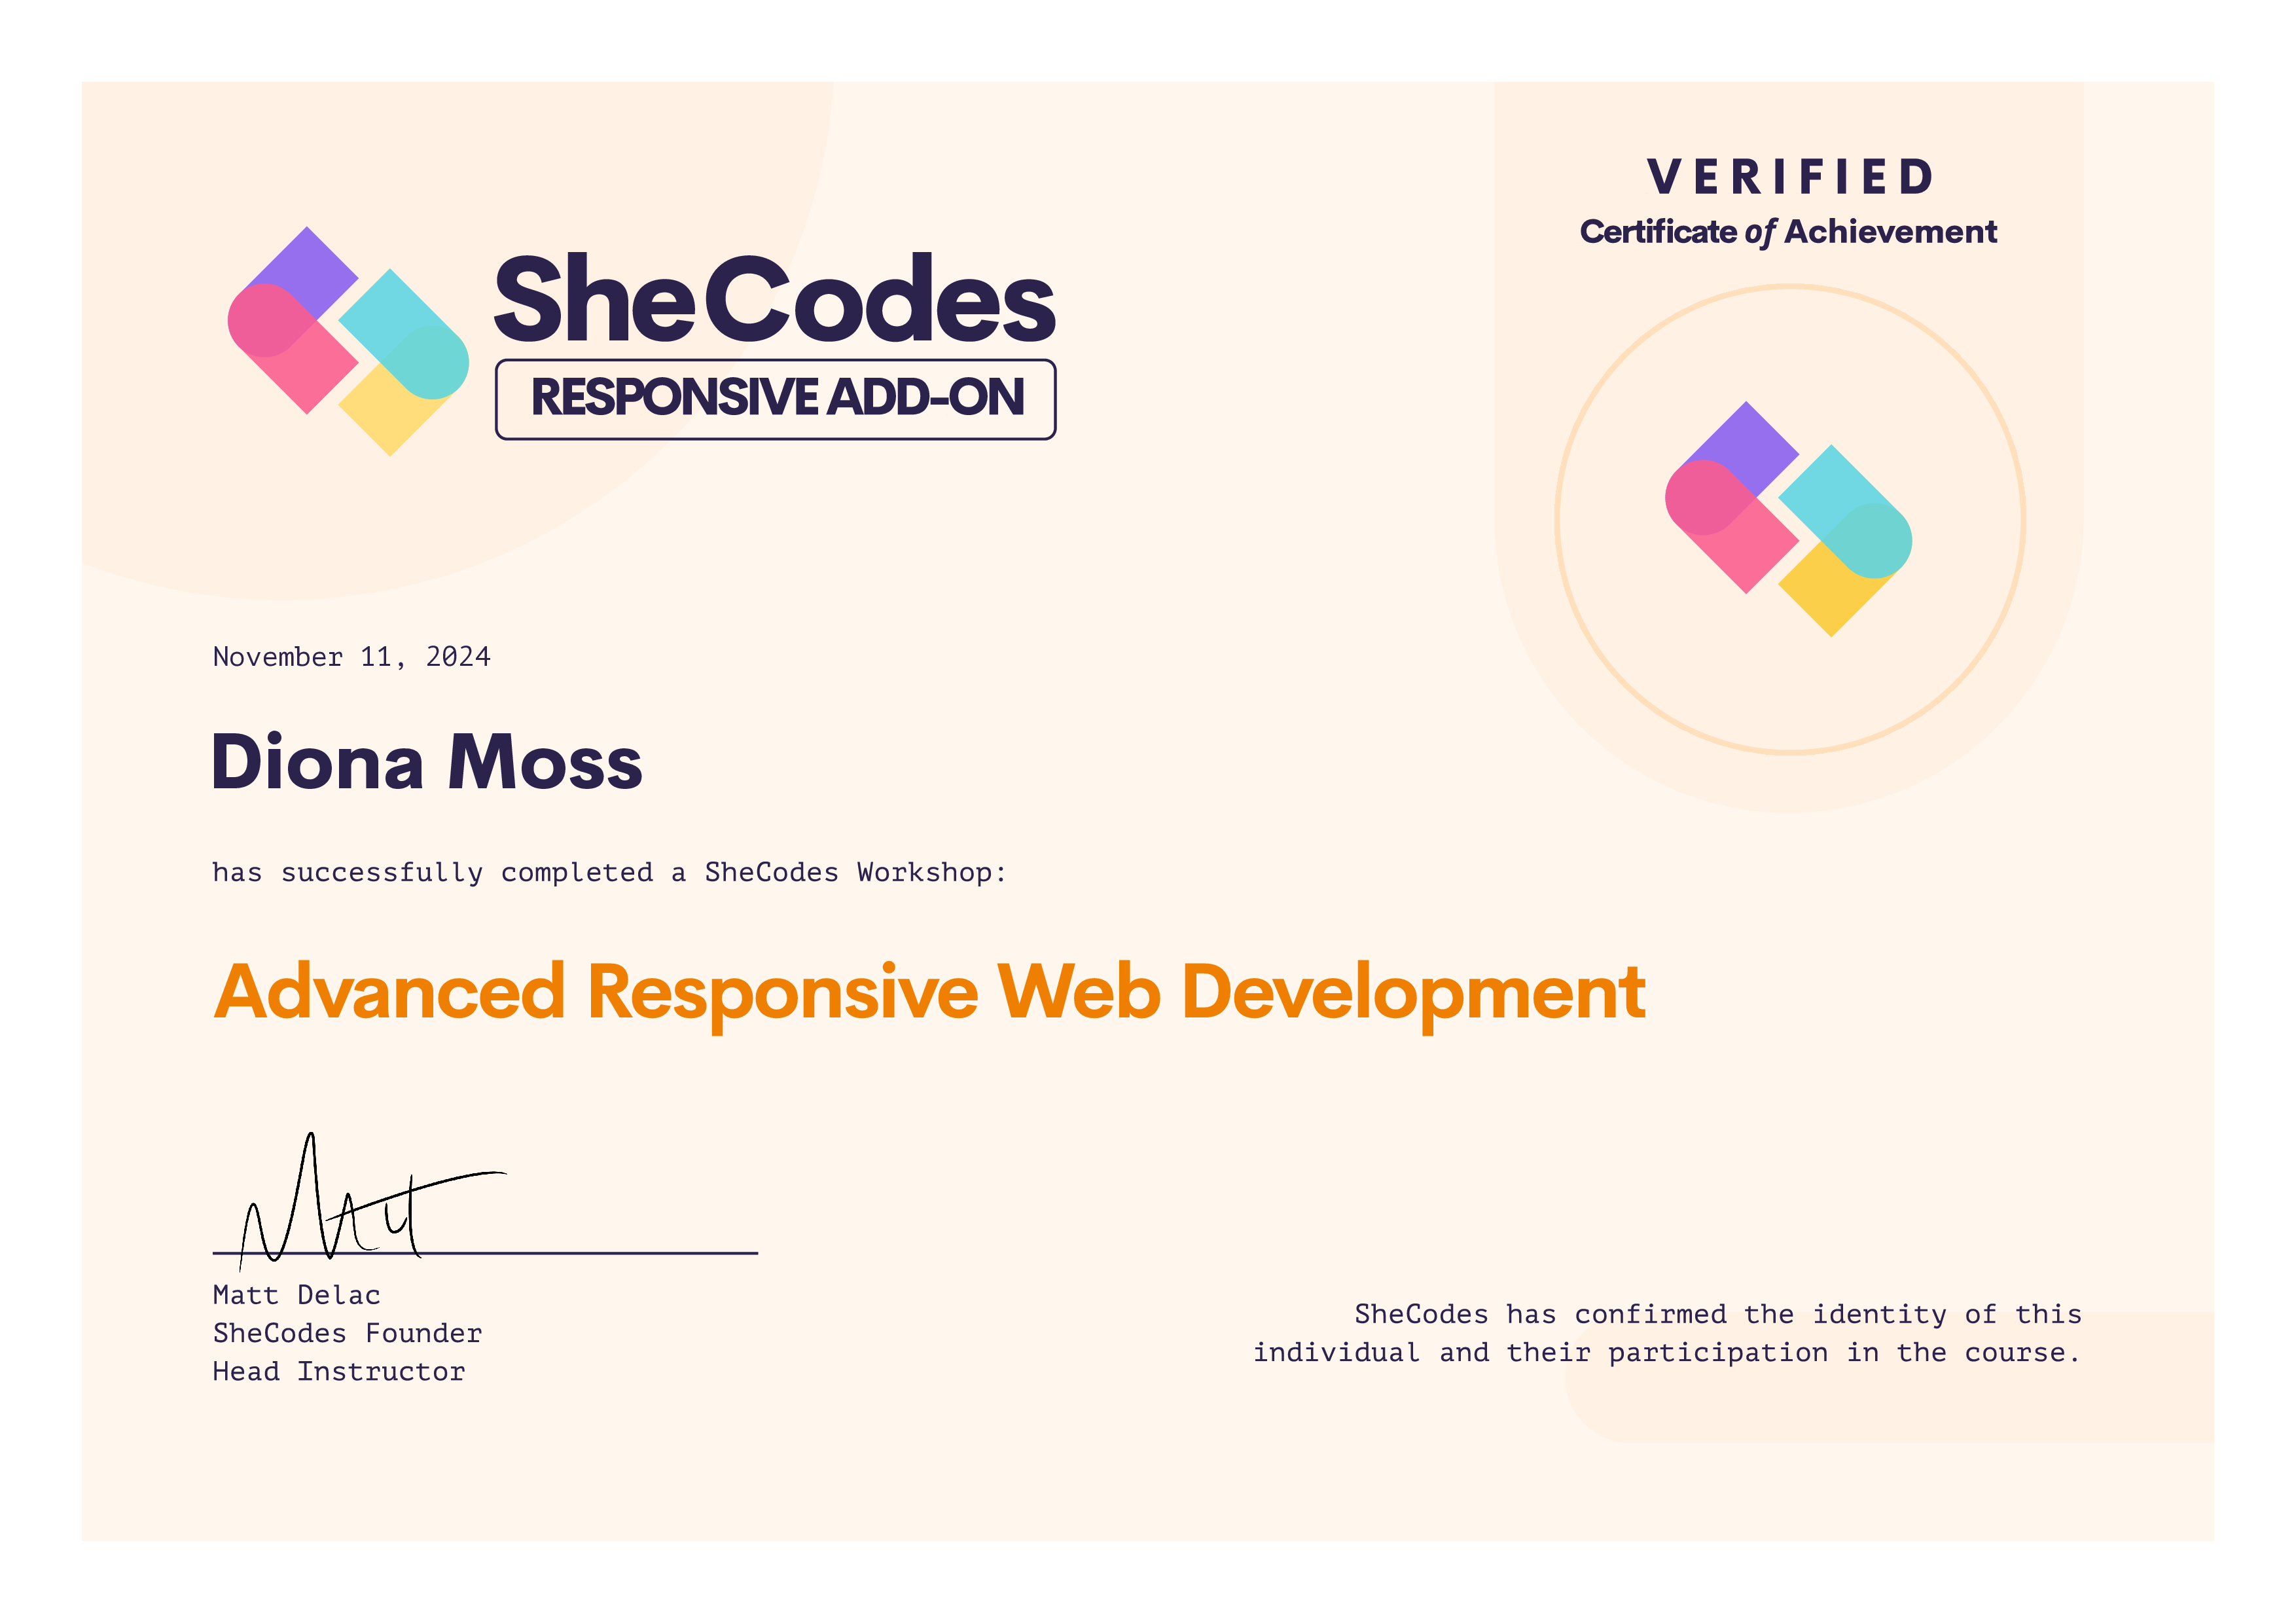 SheCodes
RESPONSIVE ADD-ON
VERIFIED
Certificate of Achievement
November 11, 2024
Diona Moss
has successfully completed a SheCodes Workshop:
Advanced Responsive Web Development
Matt
Matt Delac
SheCodes Founder
Head Instructor
SheCodes has confirmed the identity of this
individual and their participation in the course.